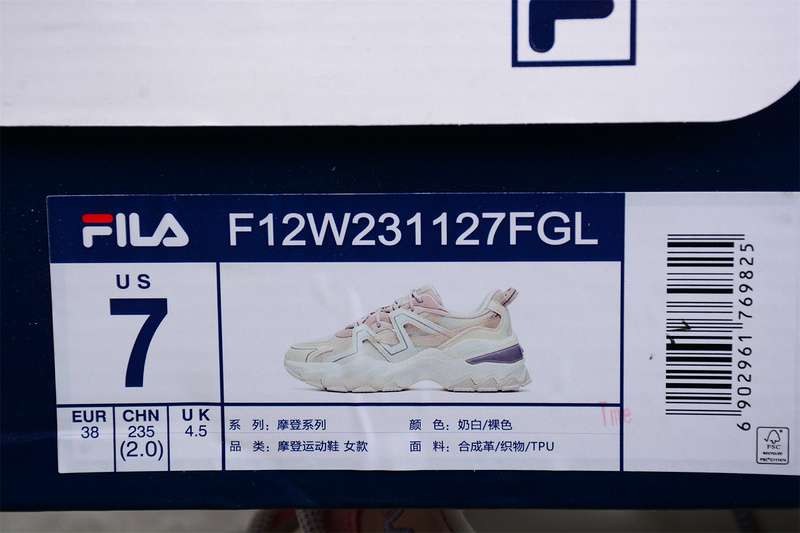 FILA F12W231127FGL
US
7
EUR CHN UK
38 235 4.5
(2.0)
系 列: 摩登系列 颜 色: 奶白/裸色
品 类: 摩登运动鞋 女款 面 料: 合成革/织物/TPU
Tme
6 902961 769825
FSC